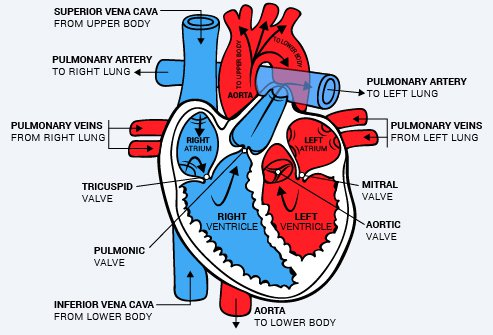 SUPERIOR VENA CAVA
FROM UPPER BODY
TO UPPER BODY
TO LOWER BODY
AORTA
PULMONARY ARTERY
TO RIGHT LUNG
PULMONARY ARTERY
TO LEFT LUNG
PULMONARY VEINS
FROM RIGHT LUNG
PULMONARY VEINS
FROM LEFT LUNG
RIGHT
ATRIUM
LEFT
ATRIUM
TRICUSPID
VALVE
MITRAL
VALVE
RIGHT
VENTRICLE
LEFT
VENTRICLE
AORTIC
VALVE
PULMONIC
VALVE
INFERIOR VENA CAVA
FROM LOWER BODY
AORTA
TO LOWER BODY